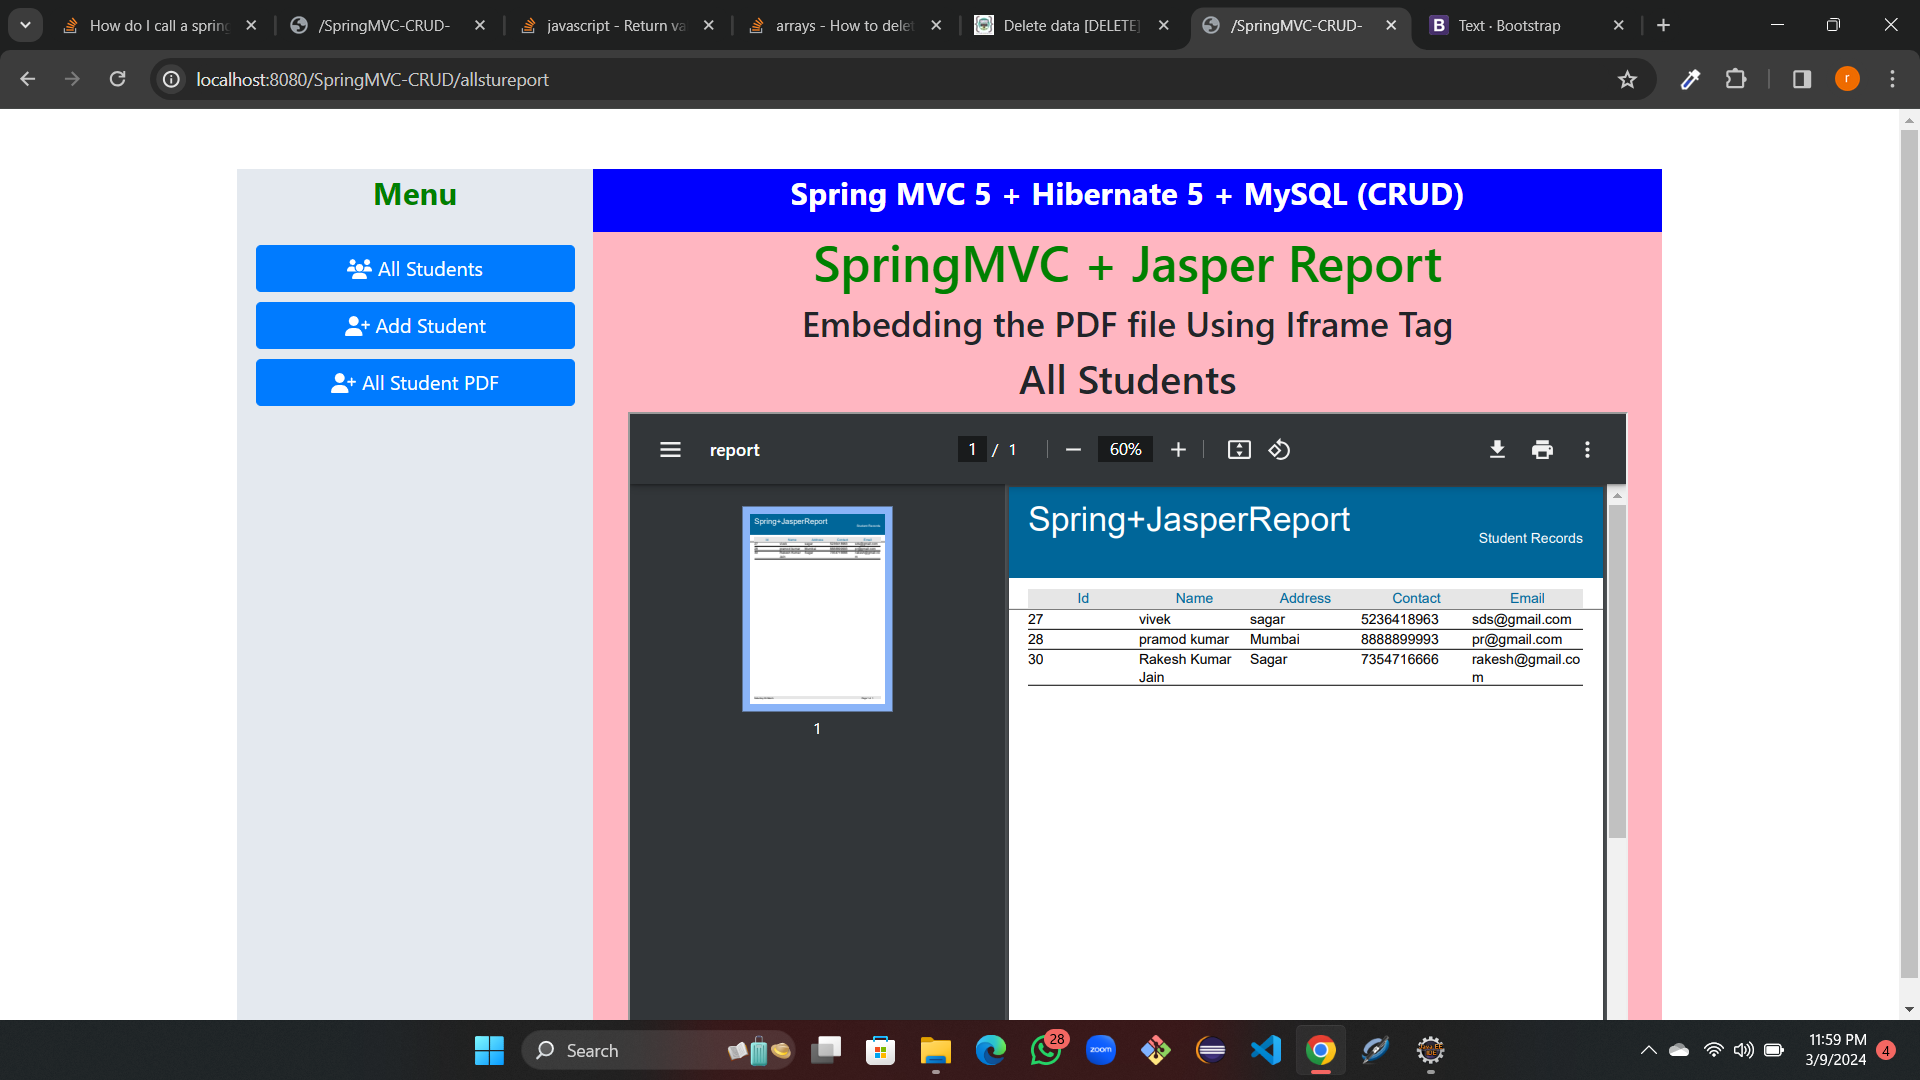 How do I call a spring
/SpringMVC-CRUD-
javascript - Return va
arrays - How to delet
Delete data [DELETE]
/SpringMVC-CRUD-
B Text · Bootstrap
localhost:8080/SpringMVC-CRUD/allstureport
r
Menu
Spring MVC 5 + Hibernate 5 + MySQL (CRUD)
All Students
Add Student
All Student PDF
SpringMVC + Jasper Report
Embedding the PDF file Using Iframe Tag
All Students
report
1 / 1
60%
Spring+JasperReport
1
Spring+JasperReport
Student Records
Id Name Address Contact Email
27 vivek sagar 5236418963 sds@gmail.com
28 pramod kumar Mumbai 8888899993 pr@gmail.com
30 Rakesh Kumar Sagar 7354716666 rakesh@gmail.co
Jain m
Search
28
zoom
11:59 PM
3/9/2024
4